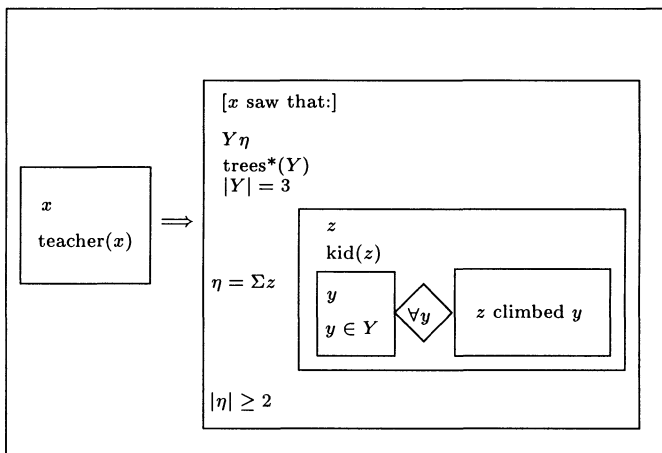 [x saw that:]
Y η
trees*(Y)
|Y| = 3
x
teacher(x)
⟹
η = Σz
z
kid(z)
y
y ∈ Y
∀y
z climbed y
|η| ≥ 2